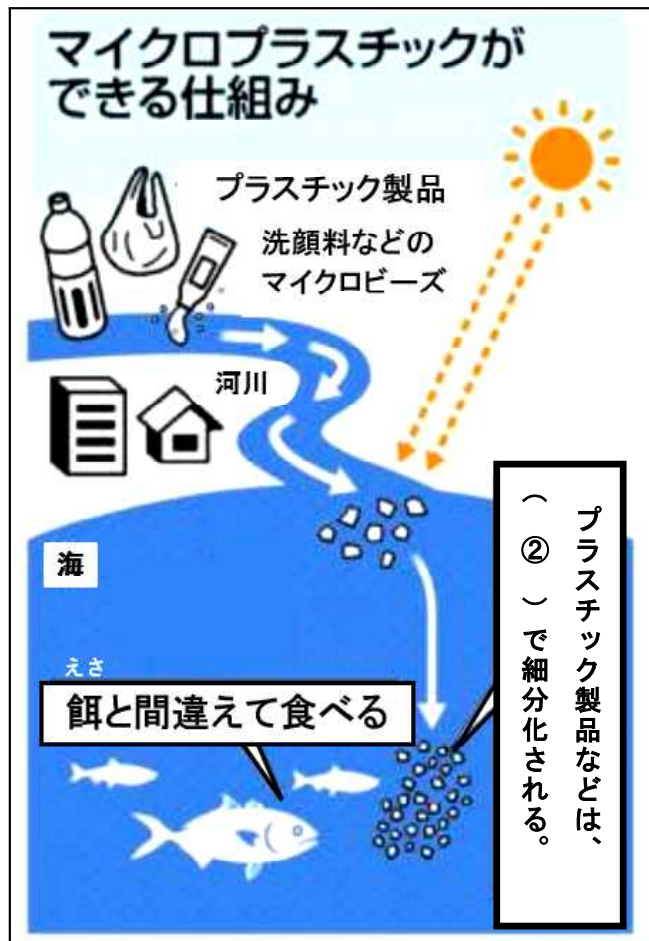 マイクロプラスチックが
できる仕組み
プラスチック製品
洗顔料などの
マイクロビーズ
河川
海
えさ
餌と間違えて食べる
プラスチック製品などは、
（ ② ）で細分化される。